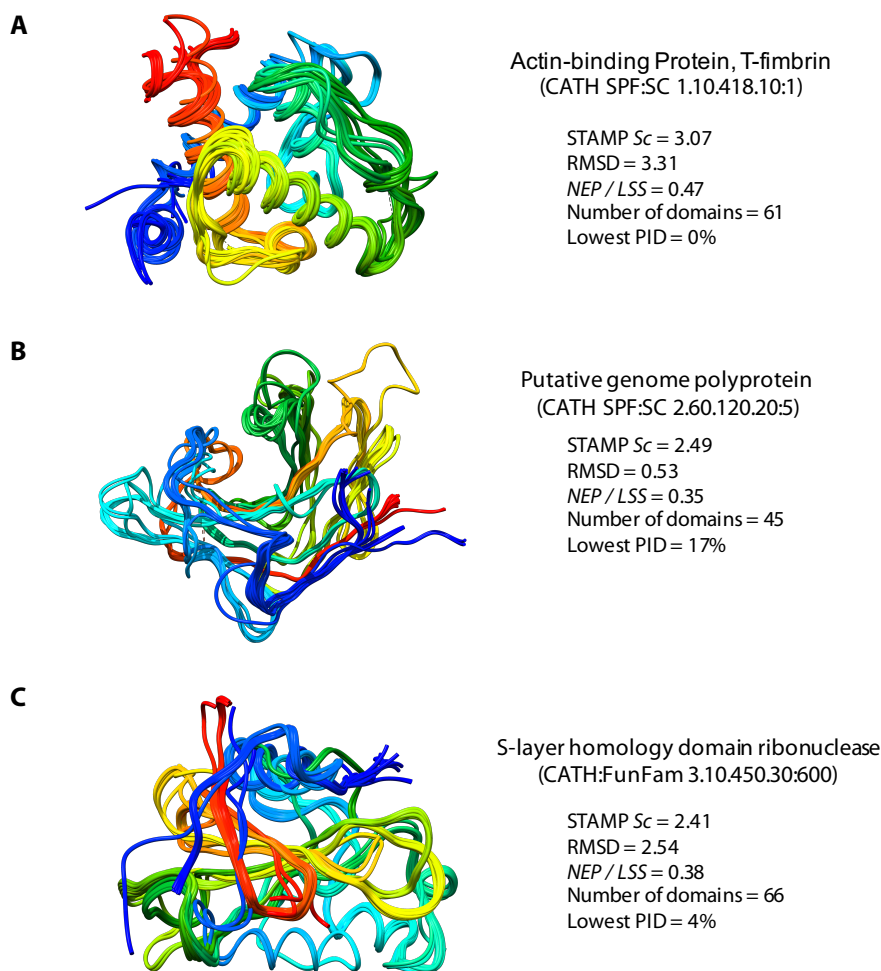 A
Actin-binding Protein, T-fimbrin
(CATH SPF:SC 1.10.418.10:1)
STAMP Sc = 3.07
RMSD = 3.31
NEP / LSS = 0.47
Number of domains = 61
Lowest PID = 0%
B
Putative genome polyprotein
(CATH SPF:SC 2.60.120.20:5)
STAMP Sc = 2.49
RMSD = 0.53
NEP / LSS = 0.35
Number of domains = 45
Lowest PID = 17%
C
S-layer homology domain ribonuclease
(CATH:FunFam 3.10.450.30:600)
STAMP Sc = 2.41
RMSD = 2.54
NEP / LSS = 0.38
Number of domains = 66
Lowest PID = 4%